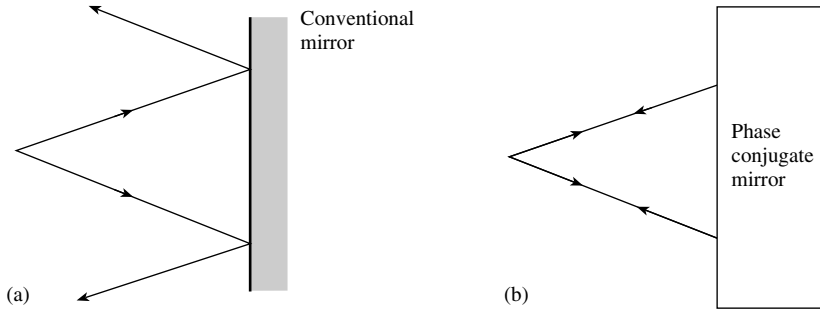 Conventional
mirror
Phase
conjugate
mirror
(a)
(b)